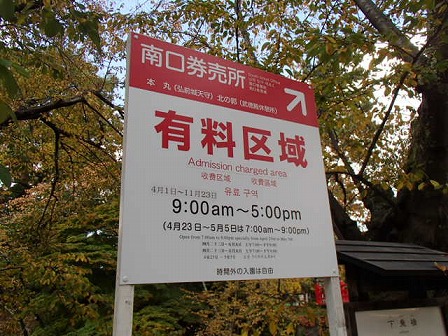 南口券売所
本 丸(弘前城天守) 北の郭(武徳殿休憩所)
有料区域
Admission charged area
收费区域 收費區域
4月1日～11月23日 유료 구역
9:00am～5:00pm
(4月23日～5月5日は7:00am～9:00pm)
時間外の入園は自由